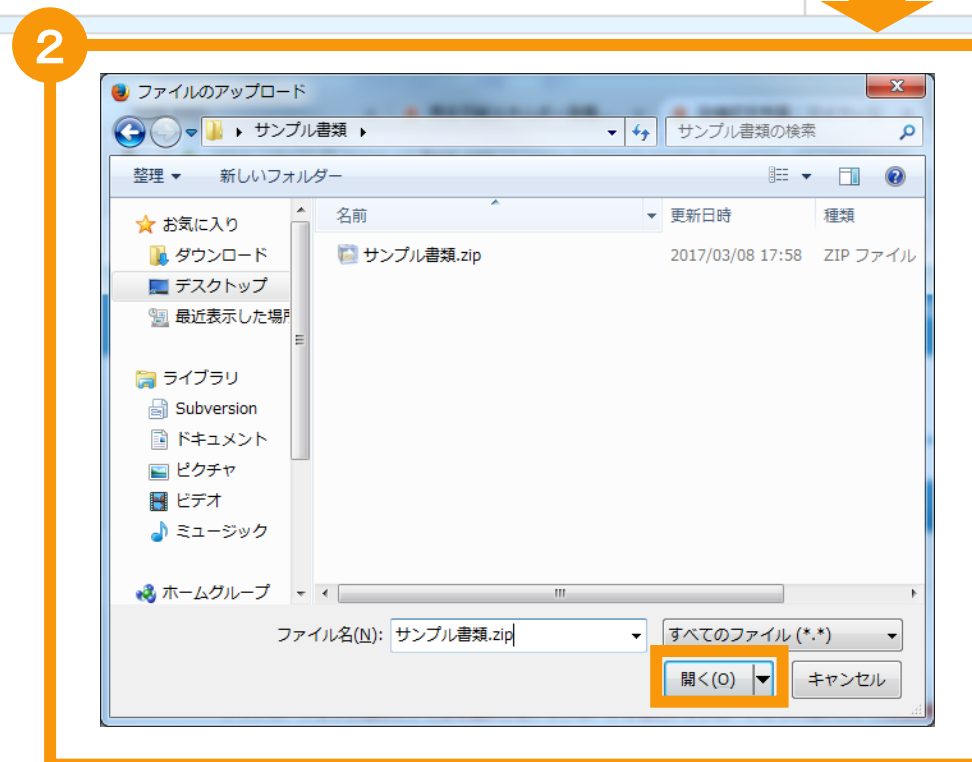 2
ファイルのアップロード
サンプル書類
サンプル書類の検索
整理
新しいフォルダー
お気に入り
ダウンロード
デスクトップ
最近表示した場所
ライブラリ
Subversion
ドキュメント
ピクチャ
ビデオ
ミュージック
ホームグループ
名前
更新日時
種類
サンプル書類.zip
2017/03/08 17:58
ZIP ファイル
ファイル名(N):
サンプル書類.zip
すべてのファイル (*.*)
開く(O)
キャンセル